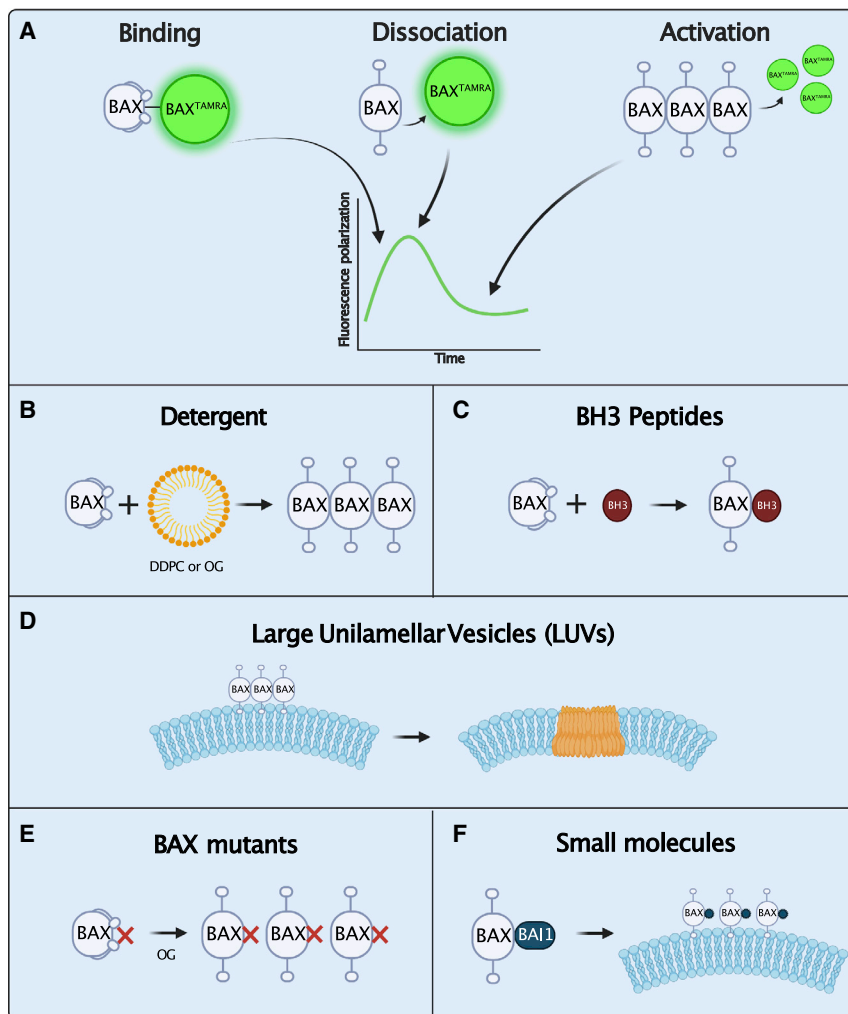 A
Binding
Dissociation
Activation
BAX
BAXTAMRA
BAX
BAXTAMRA
BAX BAX BAX
BAXTAMRA
BAXTAMRA
BAXTAMRA
Fluorescence polarization
Time
B
Detergent
BAX
+
DDPC or OG
BAX BAX BAX
C
BH3 Peptides
BAX
+
BH3
BAX
BH3
D
Large Unilamellar Vesicles (LUVs)
BAX BAX BAX
E
BAX mutants
BAX
OG
BAX BAX BAX
F
Small molecules
BAX
BAI1
BAX BAX BAX